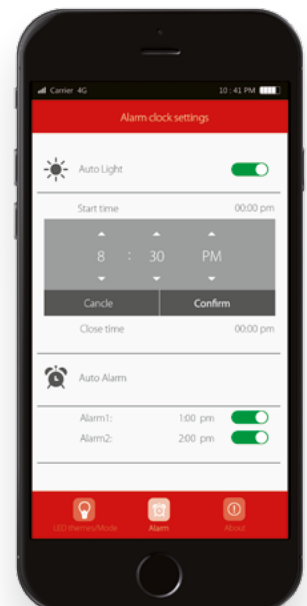 Carrier 4G 10 : 41 PM
Alarm clock settings
Auto Light
Start time 00:00 pm
8 : 30 PM
Cancle Confirm
Close time 00:00 pm
Auto Alarm
Alarm1: 1:00 pm
Alarm2: 2:00 pm
LED themes/Mode Alarm About